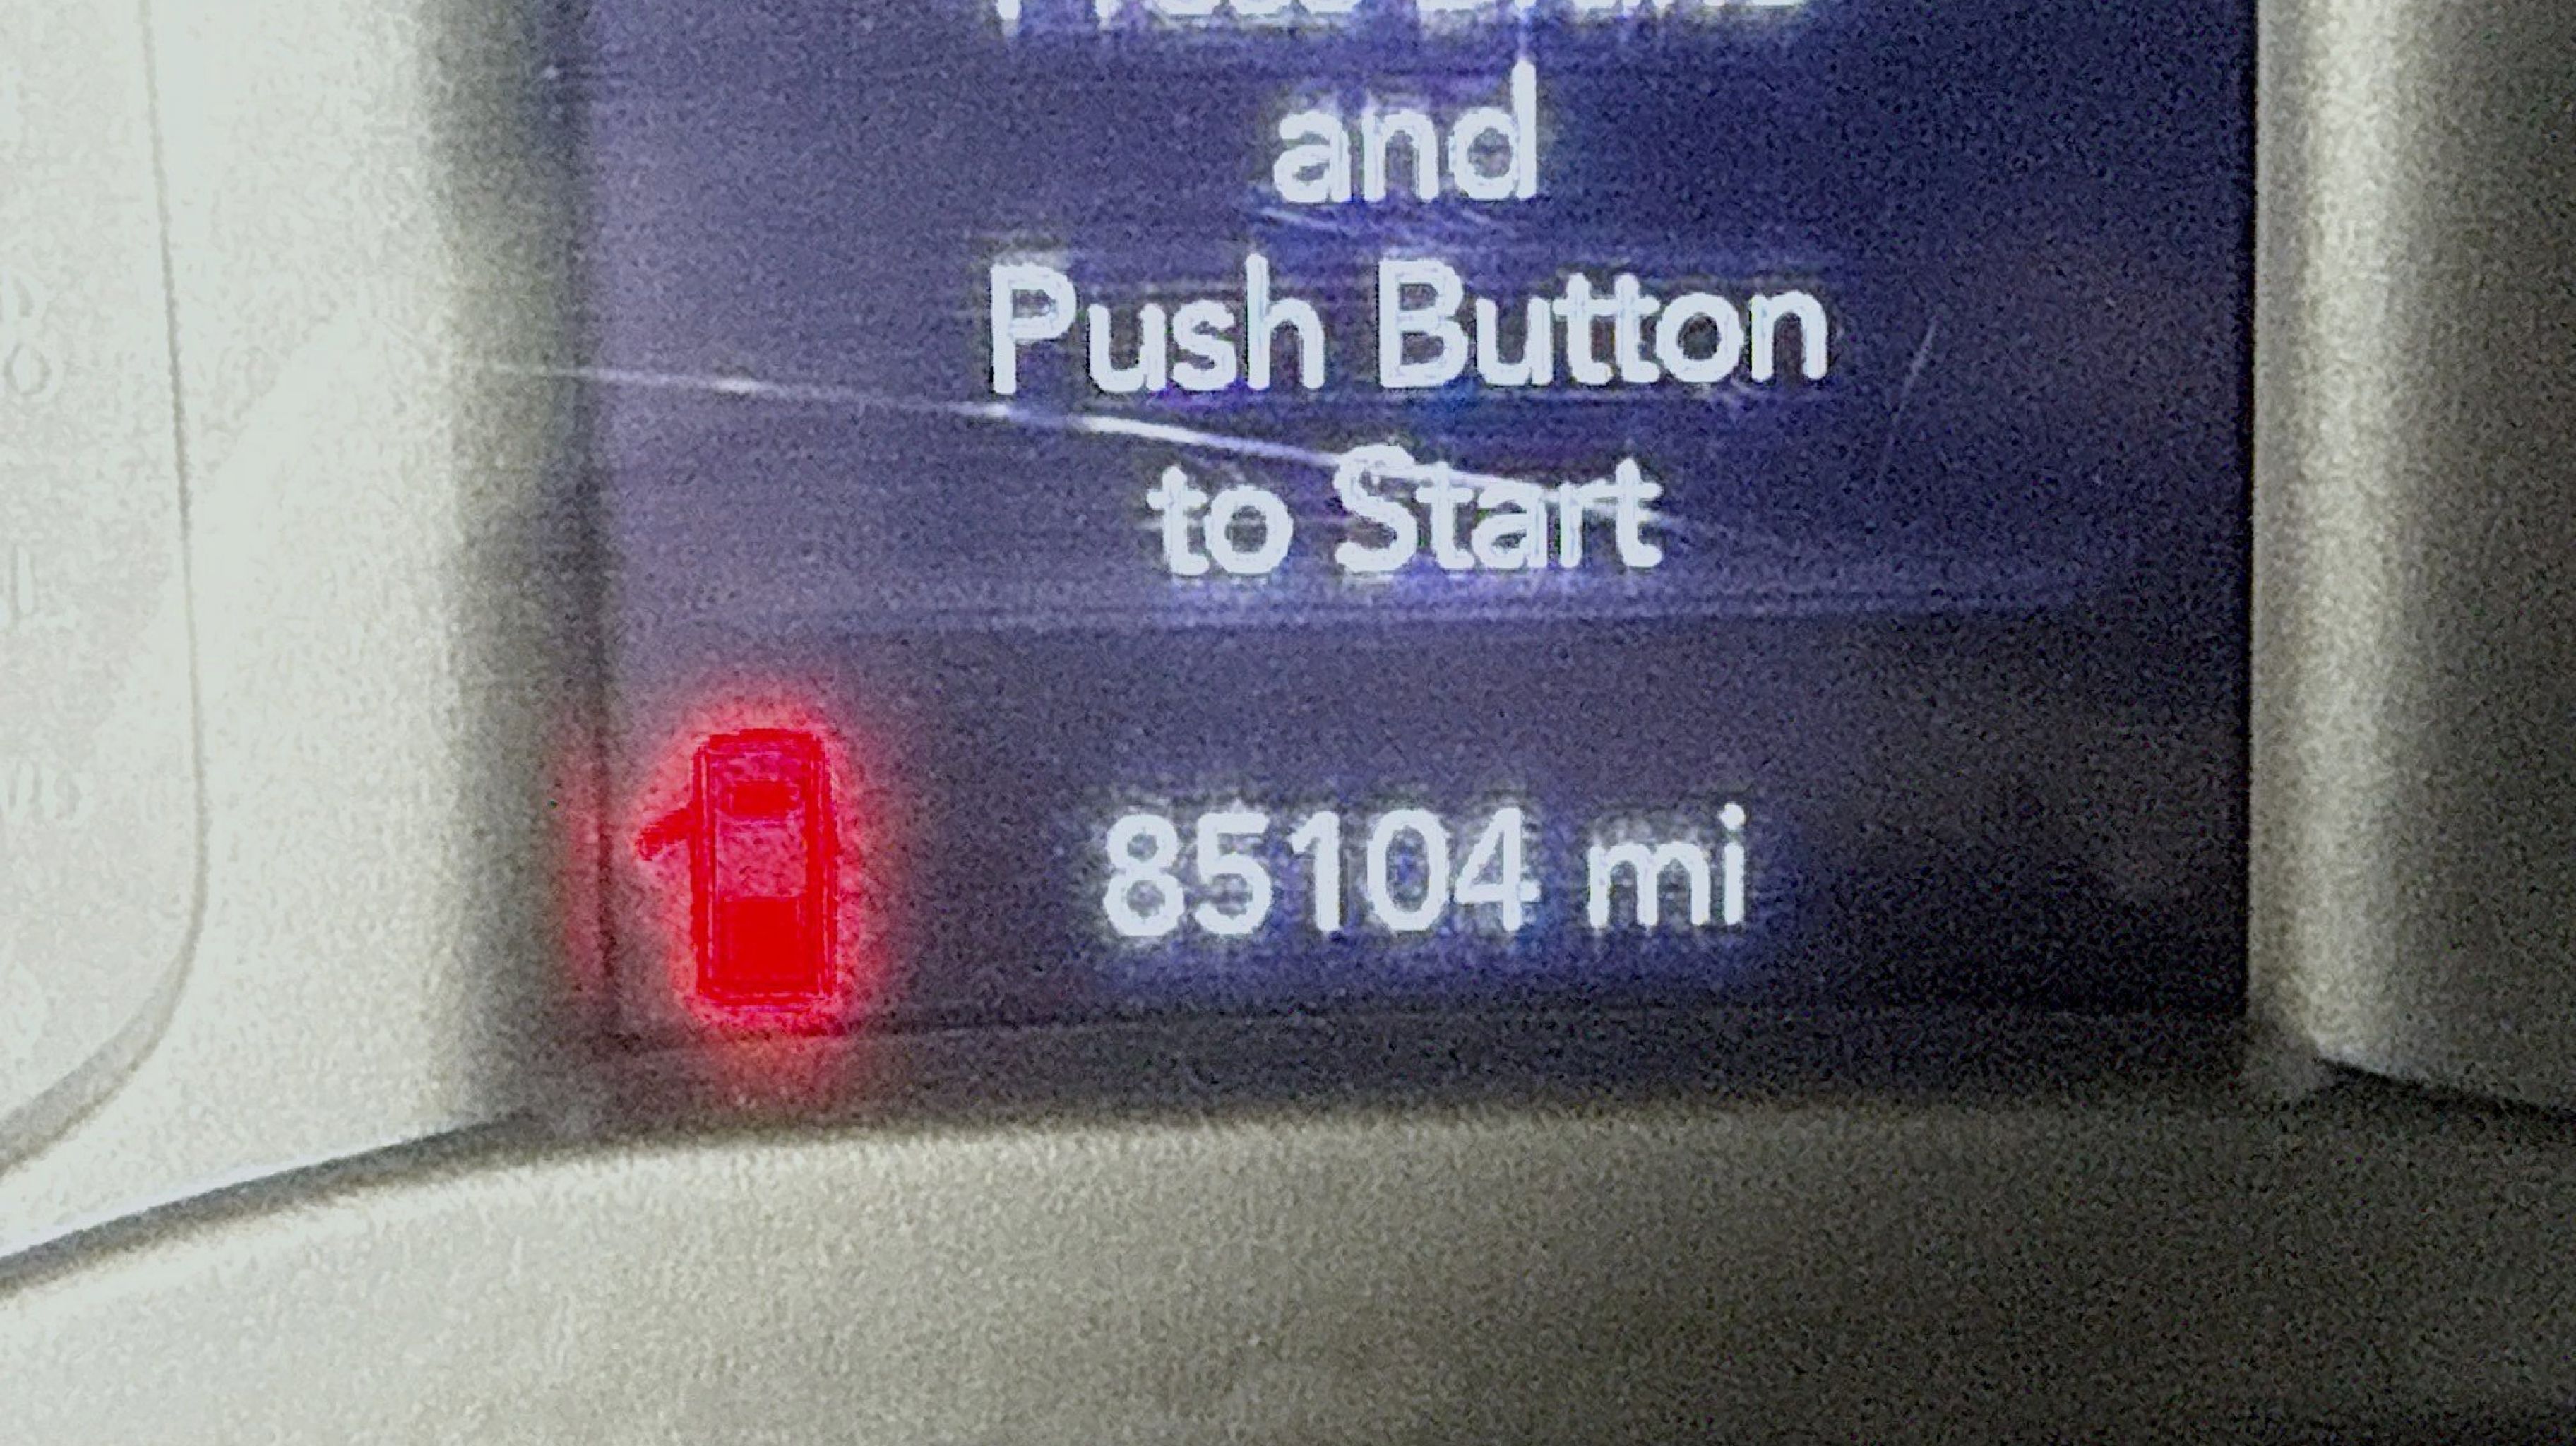 and
Push Button
to Start
85104 mi